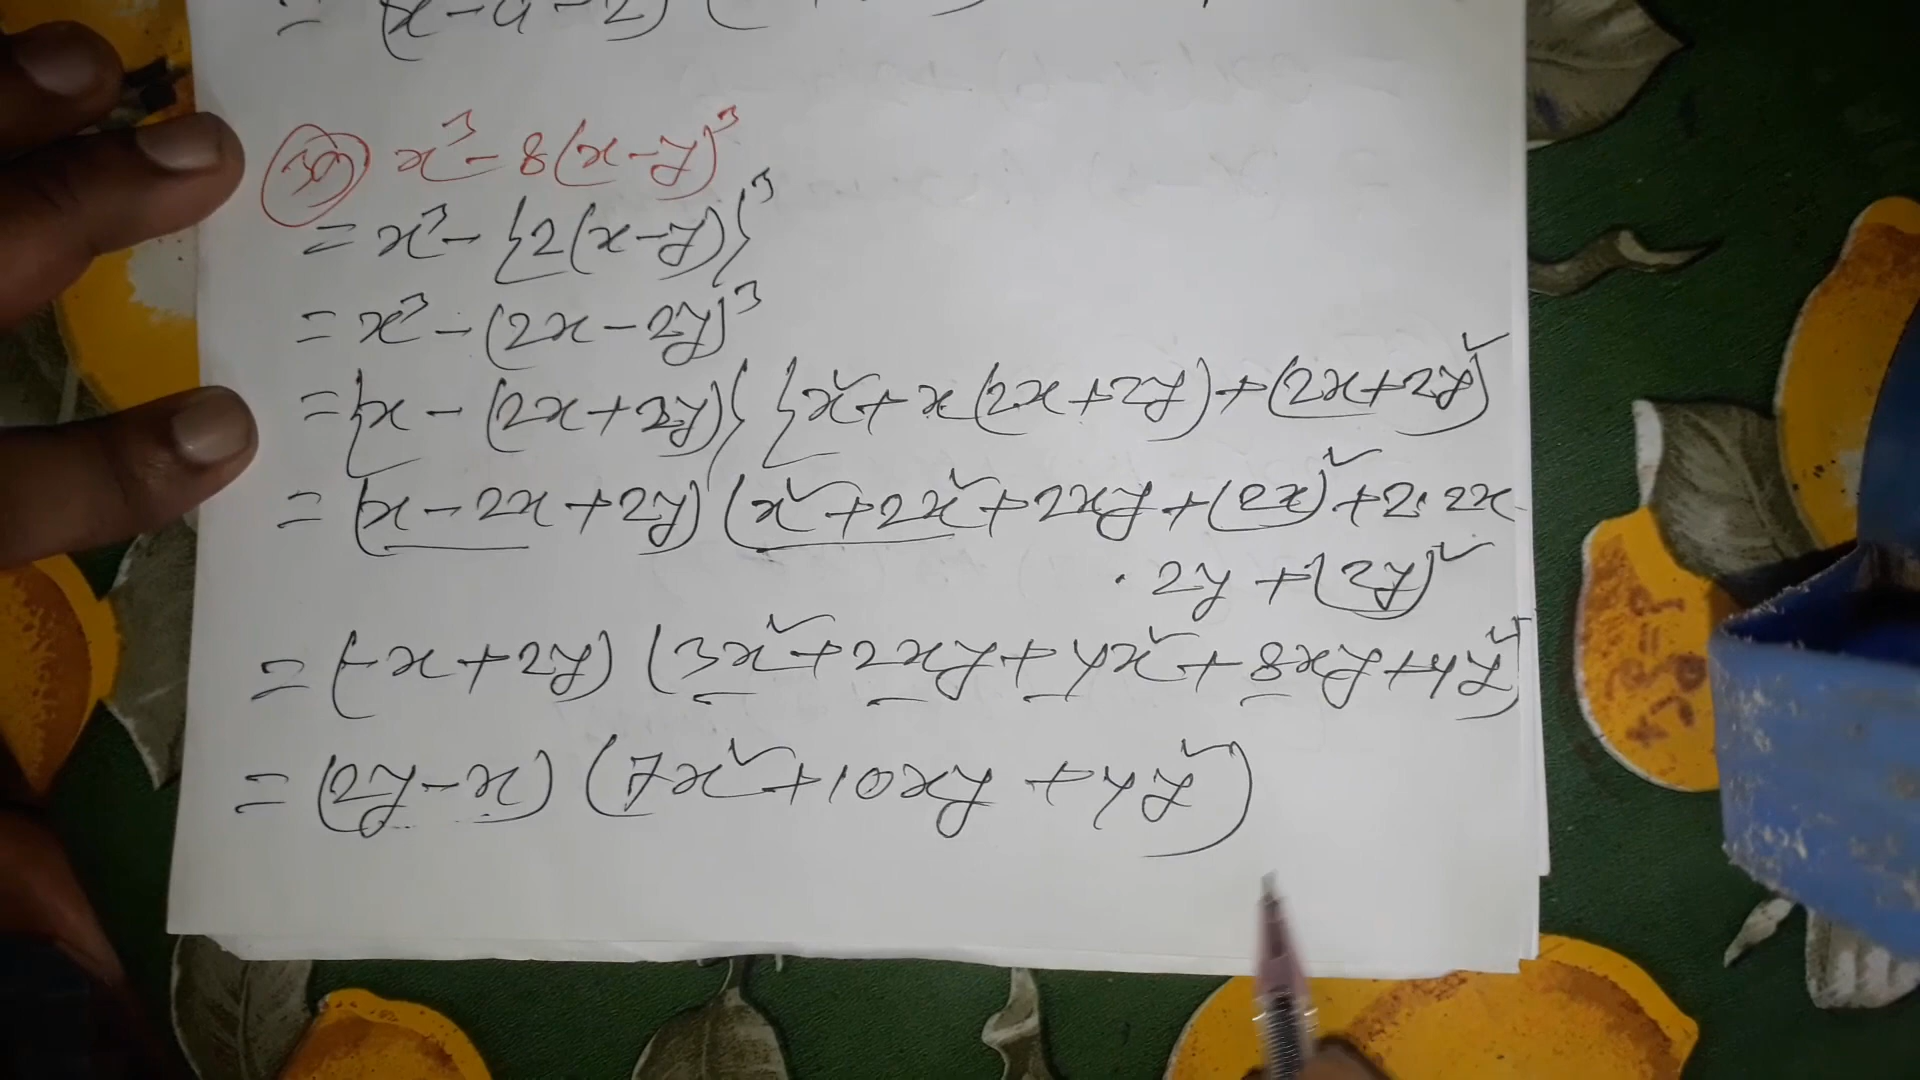 = (x-y-2) (
৩০ x³ - 8(x-y)³
= x³ - {2(x-y)}³
= x³ - (2x-2y)³
= {x - (2x+2y)} {x² + x(2x+2y) + (2x+2y)²
= (x-2x+2y) (x²+2x²+2xy+(2x)²+2.2x
.2y + (2y)²
= (-x+2y) (3x²+2xy+4x²+8xy+4y²)
= (2y-x) (7x²+10xy+4y²)